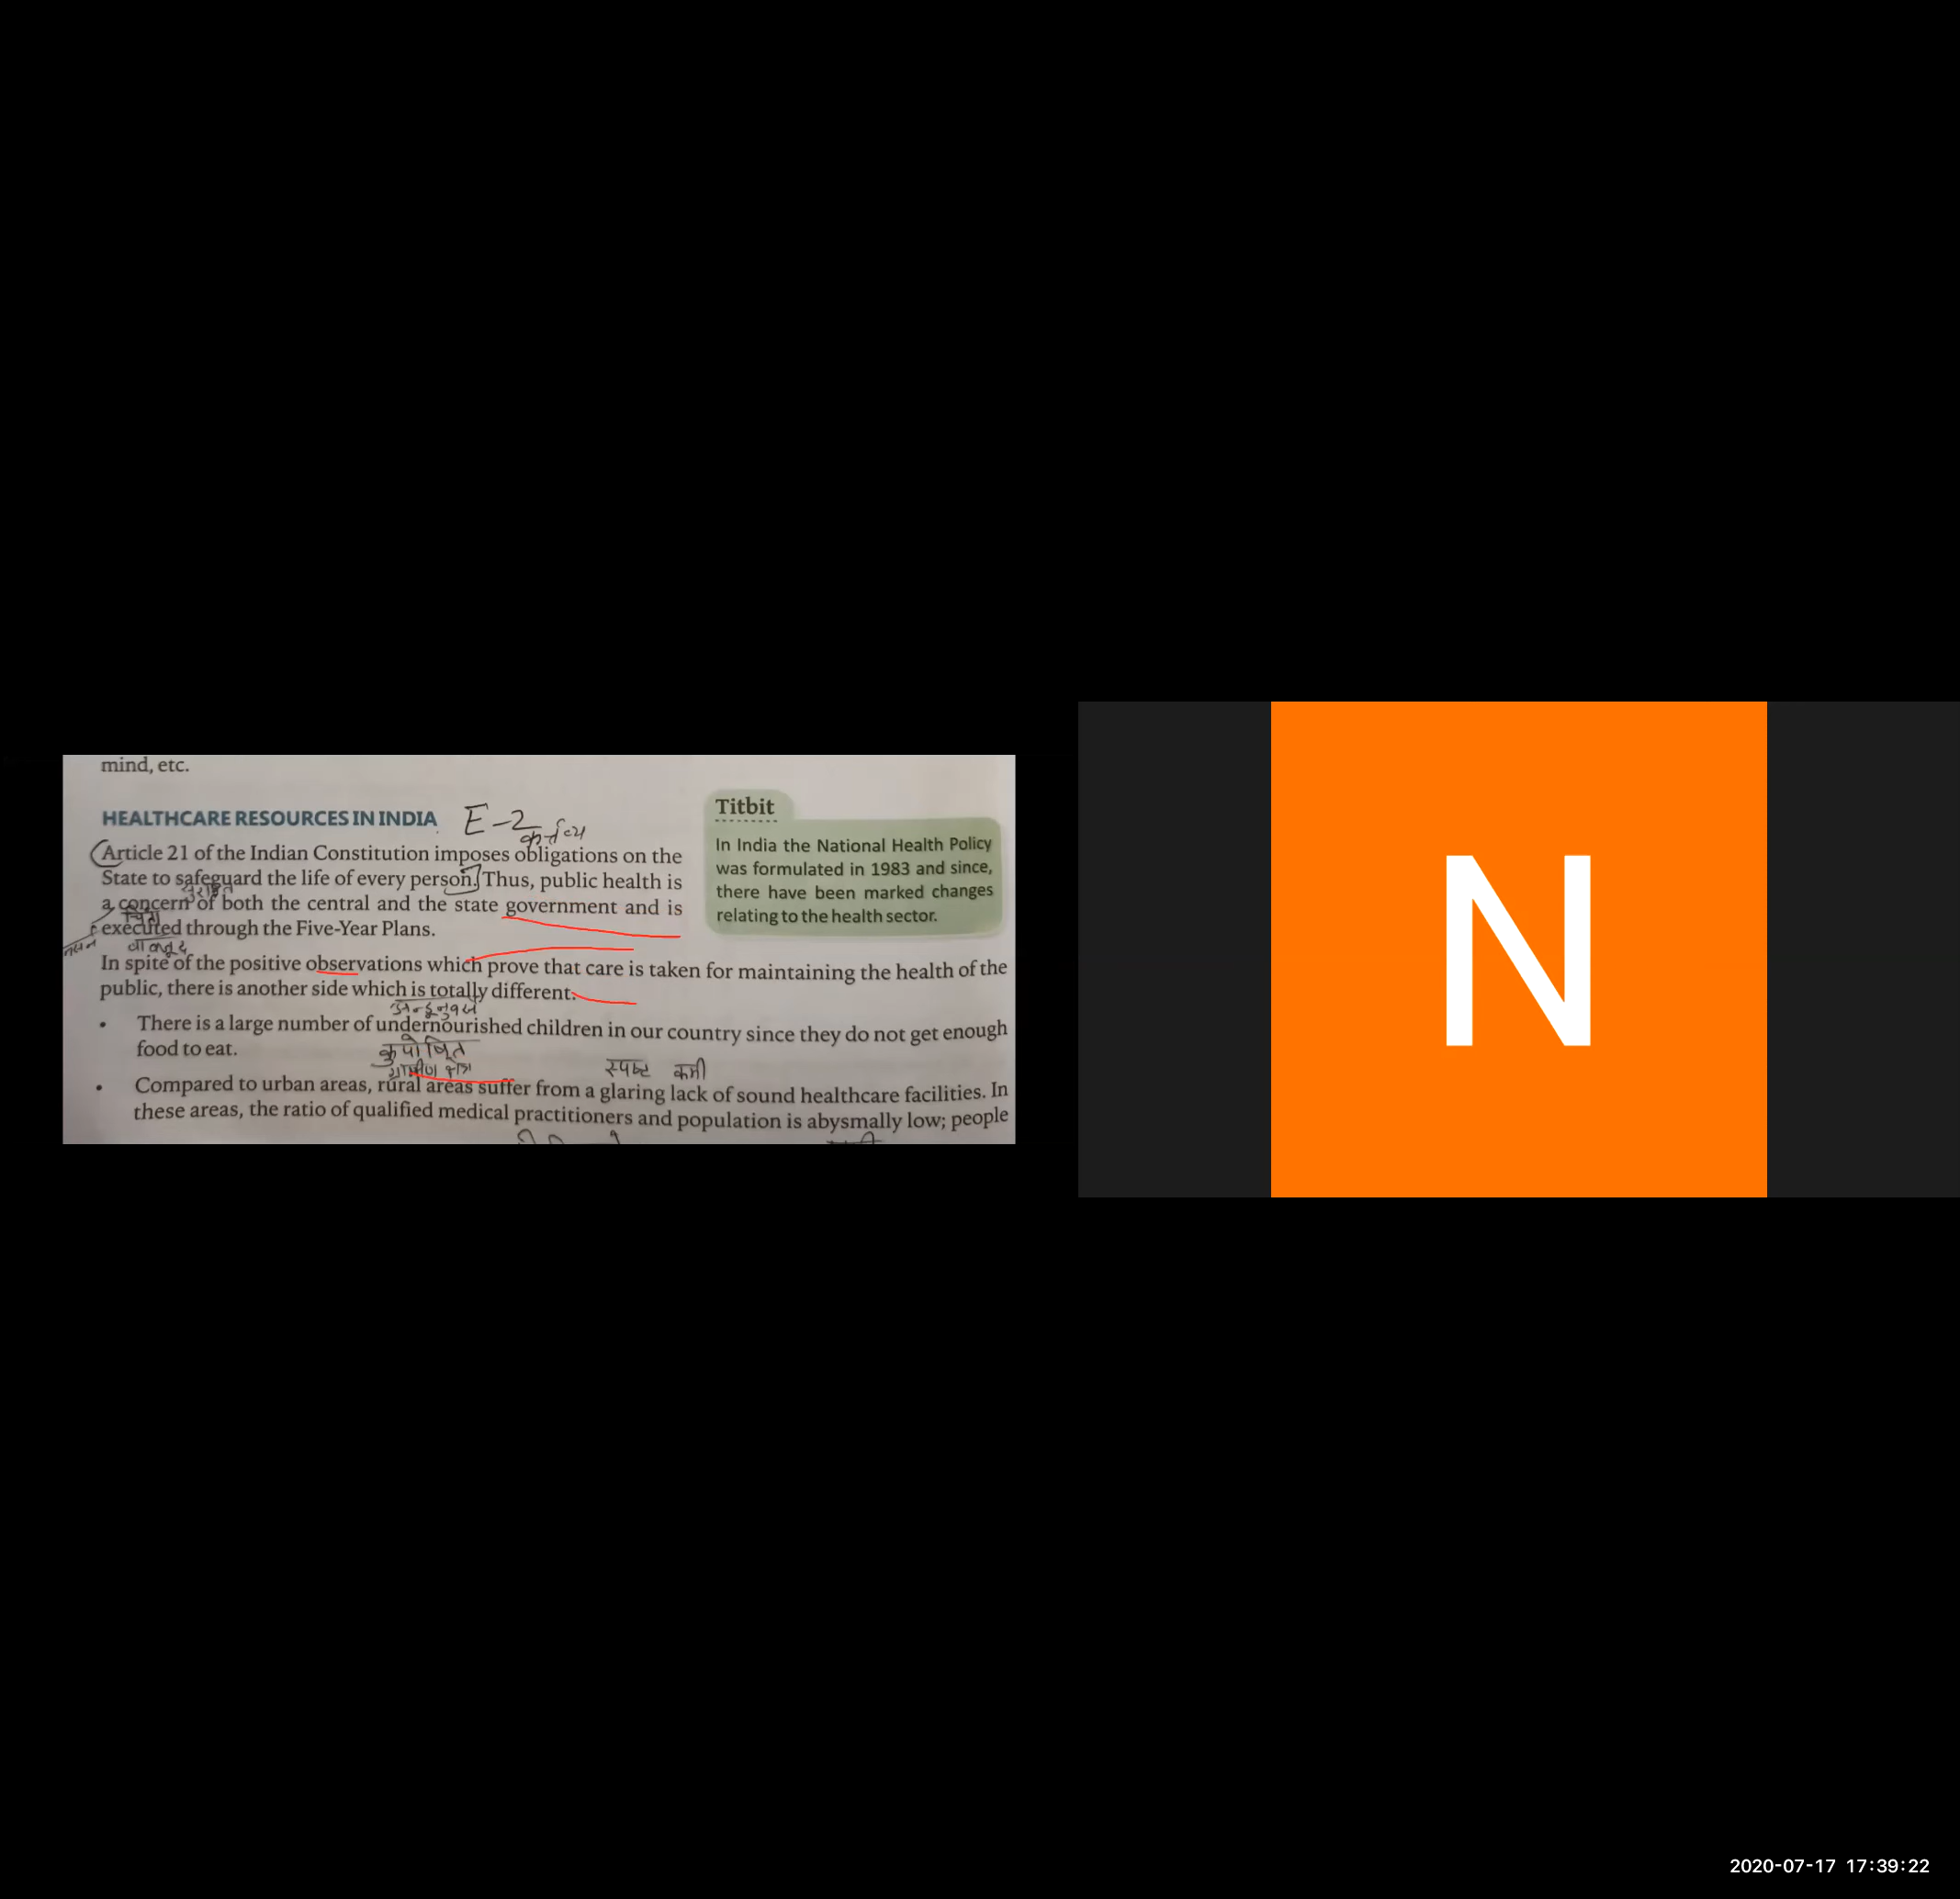 mind, etc.
HEALTHCARE RESOURCES IN INDIA E-2
कर्तव्य
Article 21 of the Indian Constitution imposes obligations on the
State to safeguard the life of every person. Thus, public health is
सुरक्षित
a concern of both the central and the state government and is
चिंता
executed through the Five-Year Plans.
बावजूद
In spite of the positive observations which prove that care is taken for maintaining the health of the
public, there is another side which is totally different.
• There is a large number of undernourished children in our country since they do not get enough
food to eat.
कुपोषित
ग्रामीण क्षेत्र स्पष्ट कमी
• Compared to urban areas, rural areas suffer from a glaring lack of sound healthcare facilities. In
these areas, the ratio of qualified medical practitioners and population is abysmally low; people
Titbit
In India the National Health Policy
was formulated in 1983 and since,
there have been marked changes
relating to the health sector.
N
2020-07-17 17:39:22